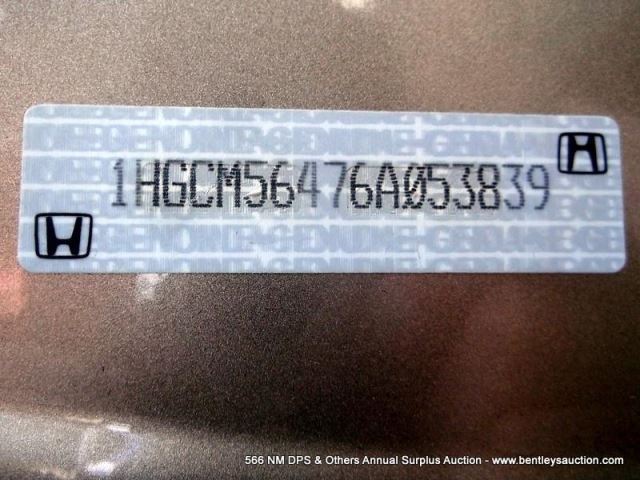 1HGCM56476A053839
566 NM DPS & Others Annual Surplus Auction - www.bentleysauction.com